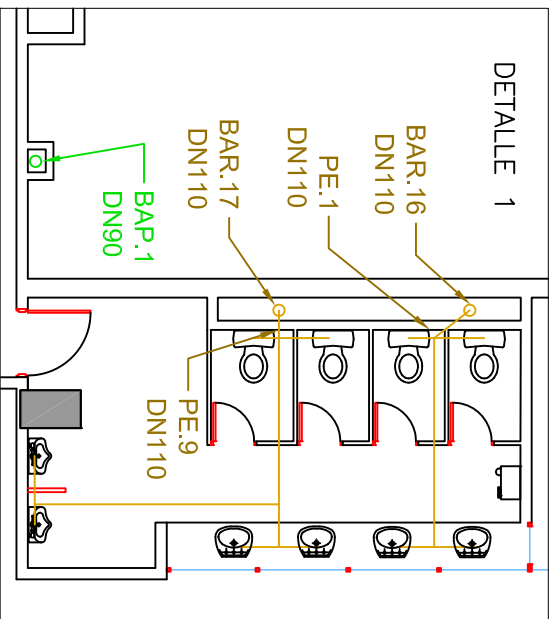 DETALLE 1
BAR.16
DN110
PE.1
DN110
BAR.17
DN110
BAP.1
DN90
PE.9
DN110